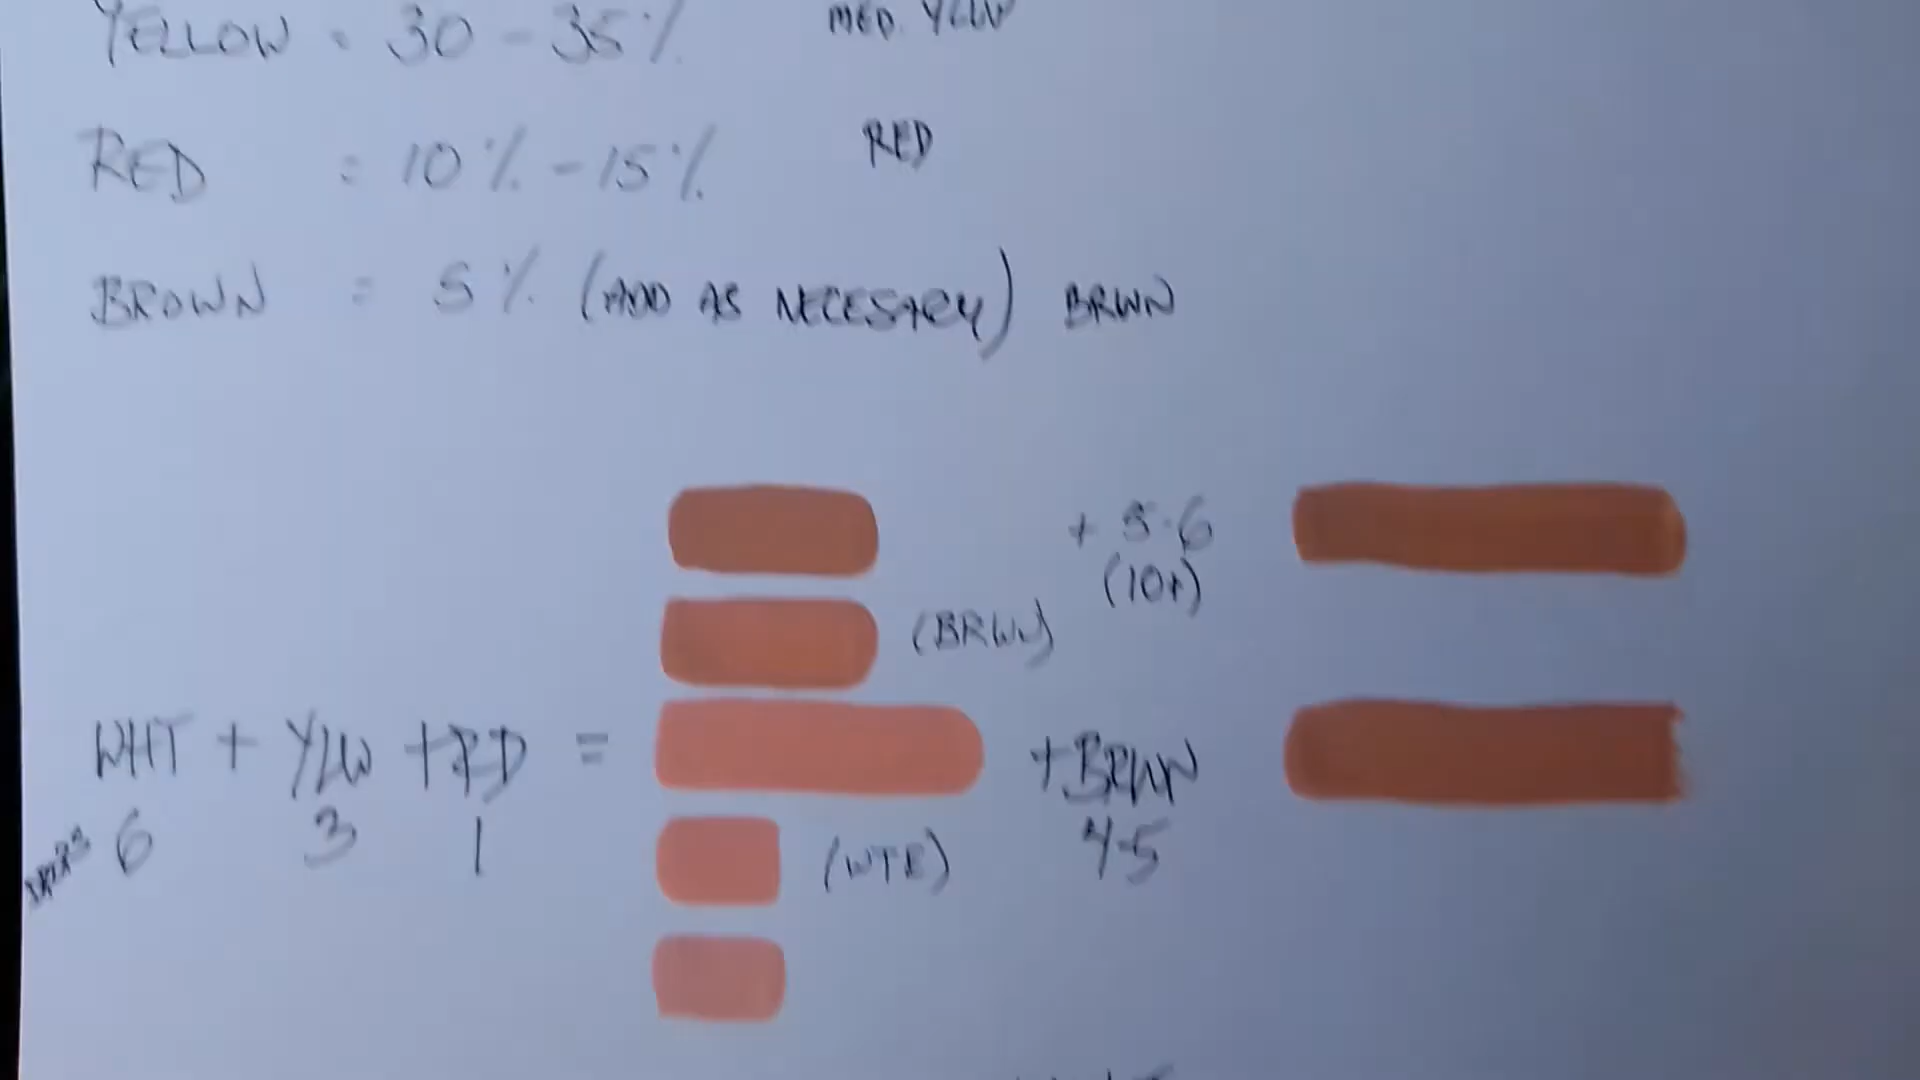 YELLOW = 30 - 35% MED. YLLW
RED = 10% - 15% RED
BROWN = 5% (ADD AS NECESARY) BRWN
+ 5-6
(10+)
(BRWN)
WHT + YLW + RD = + BRWN
6 3 1 (WTE) 4-5